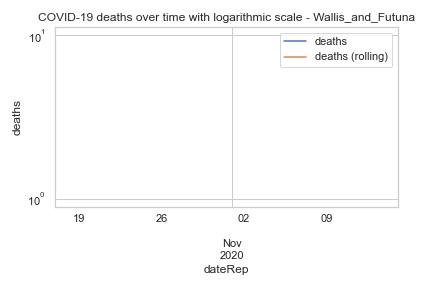 COVID-19 deaths over time with logarithmic scale - Wallis_and_Futuna
10¹
deaths
deaths (rolling)
deaths
10⁰
19 26 02 09
Nov
2020
dateRep